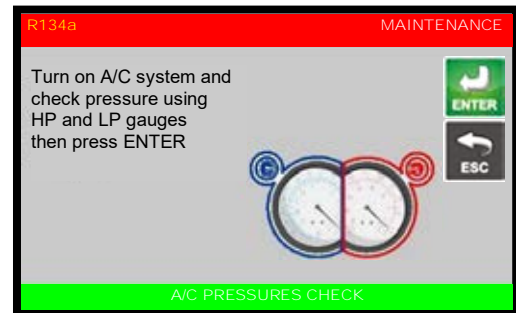 R134a
MAINTENANCE
Turn on A/C system and
check pressure using
HP and LP gauges
then press ENTER
ENTER
ESC
A/C PRESSURES CHECK